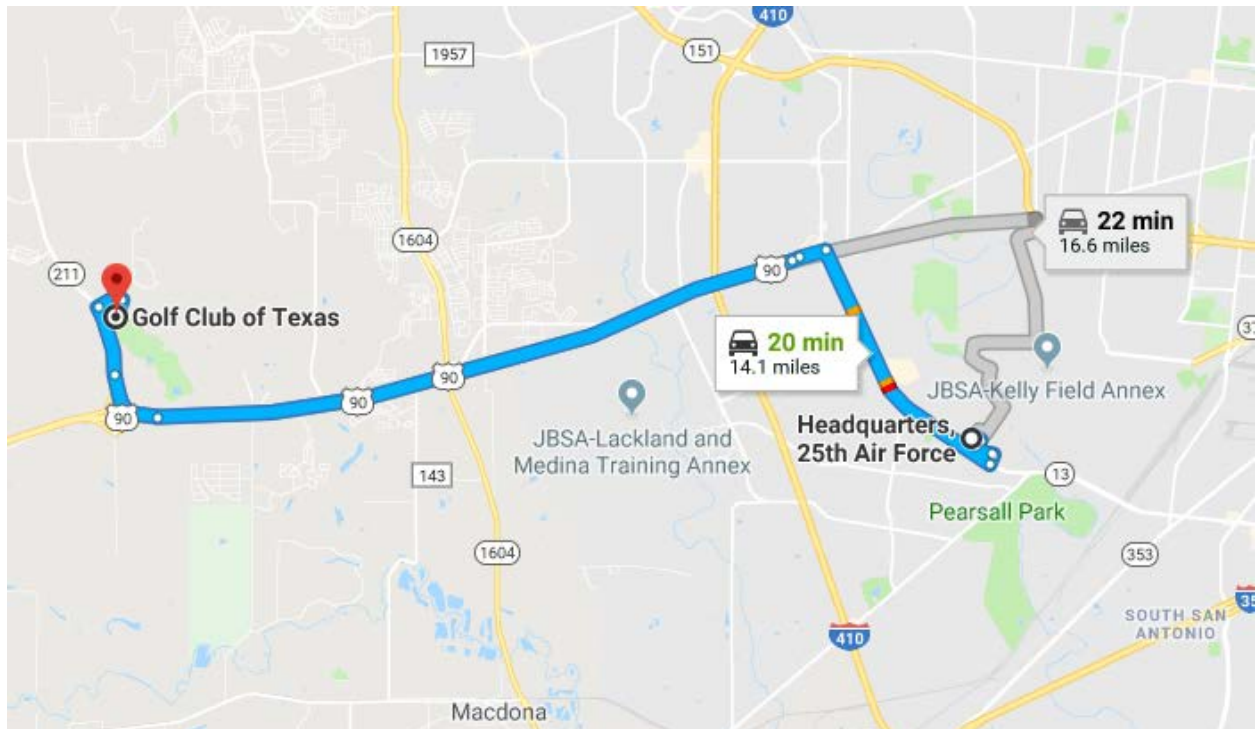 410
151
1957
1604
22 min
16.6 miles
90
211
Golf Club of Texas
20 min
14.1 miles
90
90
90
JBSA-Kelly Field Annex
JBSA-Lackland and
Medina Training Annex
Headquarters,
25th Air Force
143
13
Pearsall Park
1604
353
410
SOUTH SAN
ANTONIO
Macdona